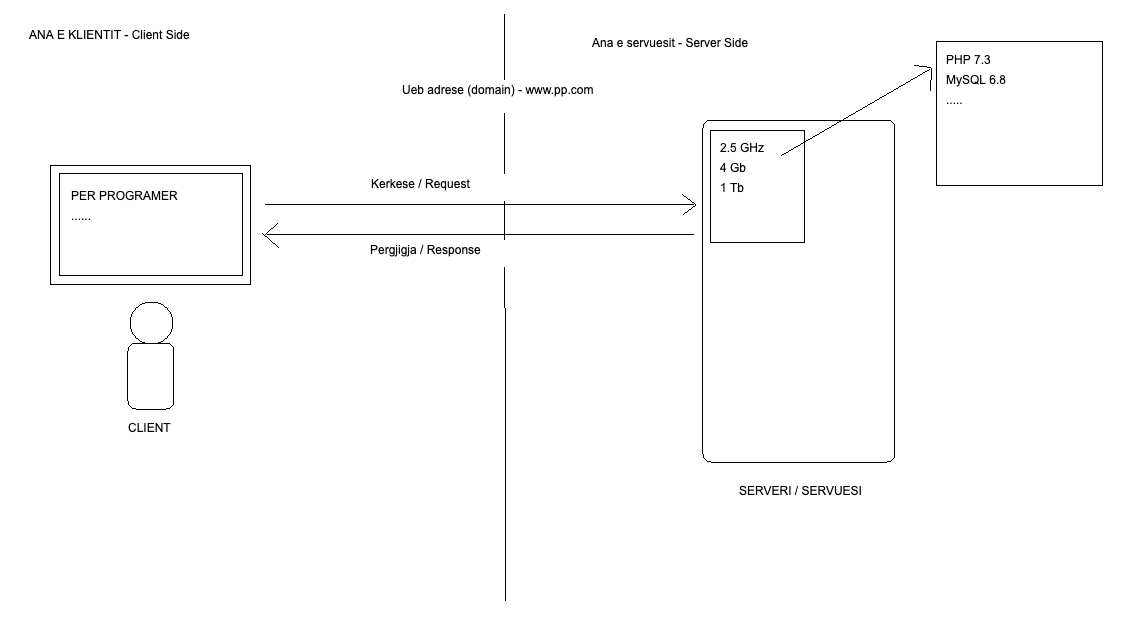 ANA E KLIENTIT - Client Side
Ana e servuesit - Server Side
Ueb adrese (domain) - www.pp.com
PHP 7.3
MySQL 6.8
.....
2.5 GHz
4 Gb
1 Tb
Kerkese / Request
PER PROGRAMER
......
Pergjigja / Response
CLIENT
SERVERI / SERVUESI